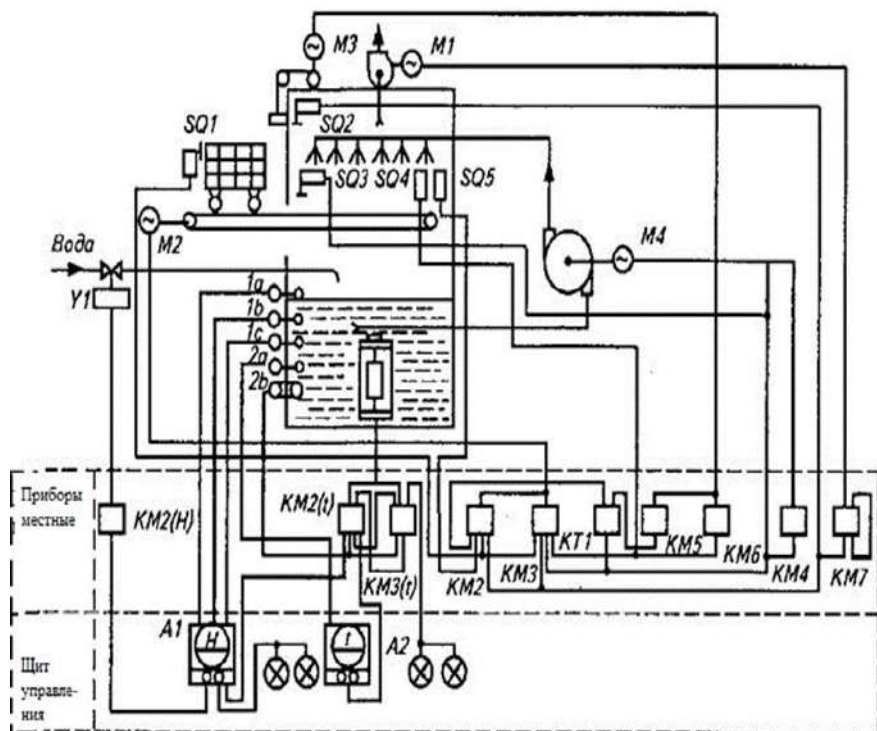 M3
M1
SQ1
SQ2
SQ3 SQ4 SQ5
M2
M4
Вода
Y1
1a
1b
1c
2a
2b
Приборы
местные
KM2(H)
KM2(t)
KM3(t)
KM2
KM3
KT1
KM5
KM6
KM4
KM7
A1
H
t
A2
Щит
управле-
ния